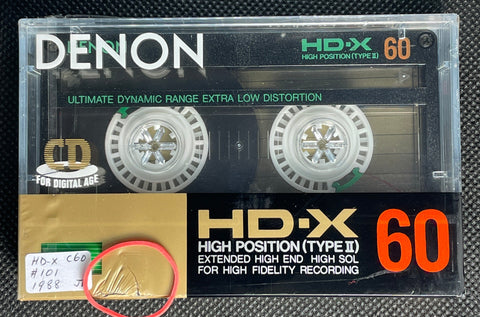 DENON
HD·X 60
HIGH POSITION (TYPE II)
ULTIMATE DYNAMIC RANGE EXTRA LOW DISTORTION
CD
FOR DIGITAL AGE
HD·X 60
HIGH POSITION (TYPE II)
EXTENDED HIGH END HIGH SOL
FOR HIGH FIDELITY RECORDING
HD-X C60
#101
1988 JT